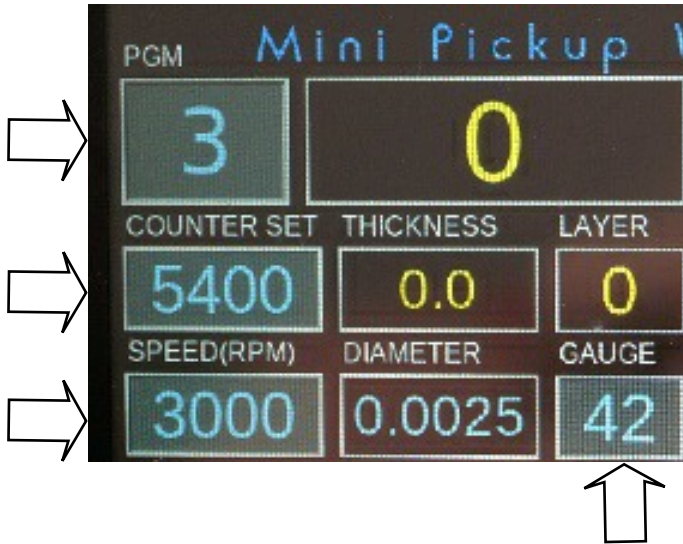 Mini Pickup
PGM
3 0
COUNTER SET THICKNESS LAYER
5400 0.0 0
SPEED(RPM) DIAMETER GAUGE
3000 0.0025 42